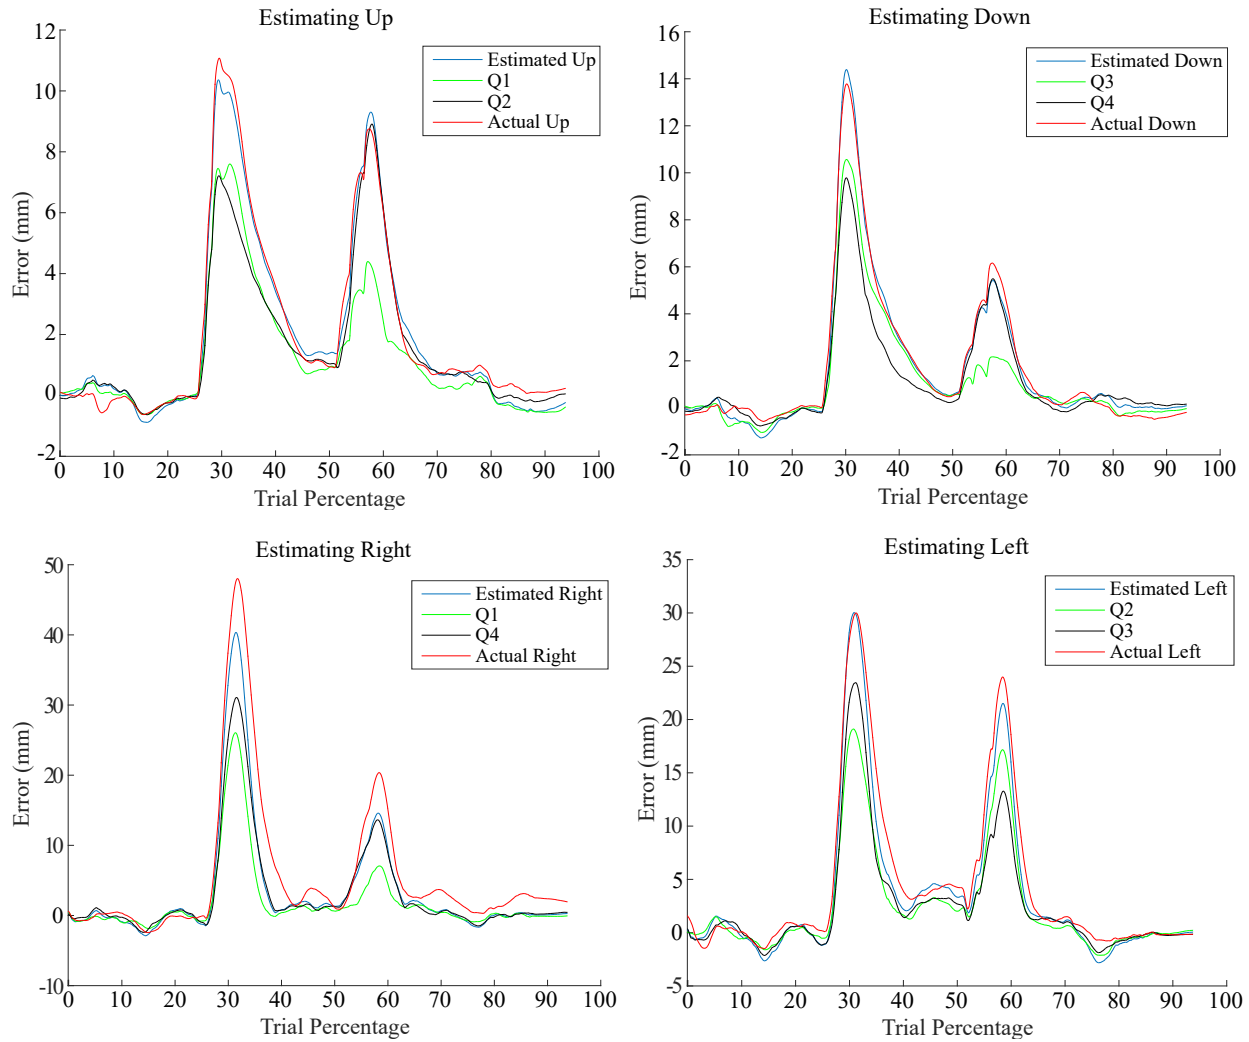 Estimating Up
12
10
8
6
4
2
0
-2
Error (mm)
Estimated Up
Q1
Q2
Actual Up
0 10 20 30 40 50 60 70 80 90 100
Trial Percentage
Estimating Down
16
14
12
10
8
6
4
2
0
-2
Error (mm)
Estimated Down
Q3
Q4
Actual Down
0 10 20 30 40 50 60 70 80 90 100
Trial Percentage
Estimating Right
50
40
30
20
10
0
-10
Error (mm)
Estimated Right
Q1
Q4
Actual Right
0 10 20 30 40 50 60 70 80 90 100
Trial Percentage
Estimating Left
35
30
25
20
15
10
5
0
-5
Error (mm)
Estimated Left
Q2
Q3
Actual Left
0 10 20 30 40 50 60 70 80 90 100
Trial Percentage